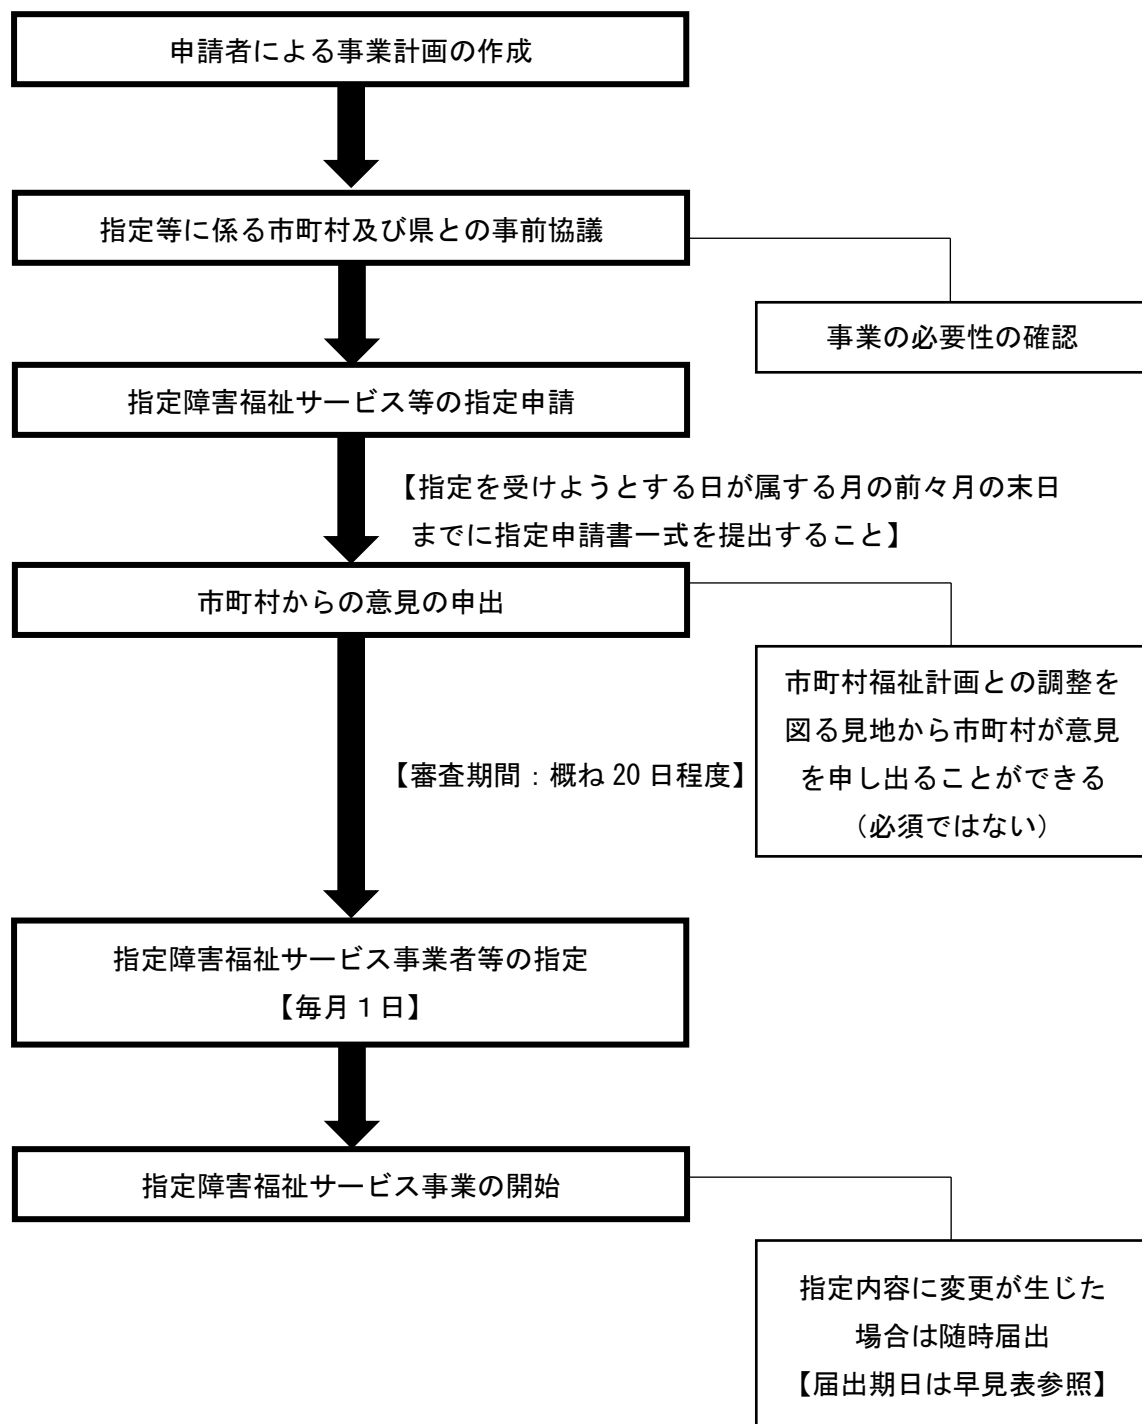 申請者による事業計画の作成
指定等に係る市町村及び県との事前協議
事業の必要性の確認
指定障害福祉サービス等の指定申請
【指定を受けようとする日が属する月の前々月の末日
までに指定申請書一式を提出すること】
市町村からの意見の申出
市町村福祉計画との調整を
図る見地から市町村が意見
を申し出ることができる
（必須ではない）
【審査期間：概ね 20 日程度】
指定障害福祉サービス事業者等の指定
【毎月１日】
指定障害福祉サービス事業の開始
指定内容に変更が生じた
場合は随時届出
【届出期日は早見表参照】